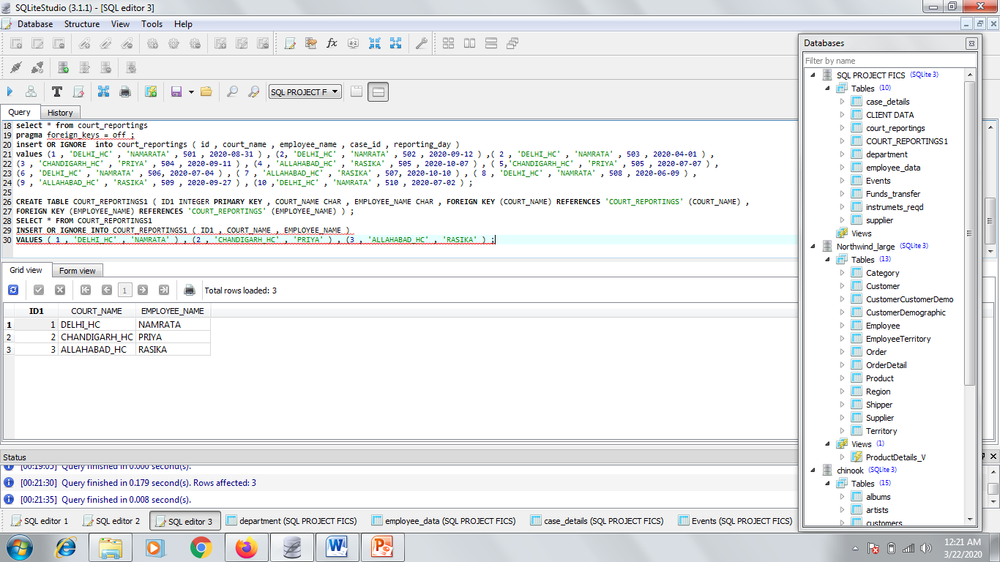 SQLiteStudio (3.1.1) - [SQL editor 3]
Database Structure View Tools Help
SQL PROJECT F
Query History
18 select * from court_reportings
19 pragma foreign_keys = off ;
20 insert OR IGNORE into court_reportings ( id , court_name , employee_name , case_id , reporting_day )
21 values (1 , 'DELHI_HC' , 'NAMARATA' , 501 , 2020-08-31 ) , (2, 'DELHI_HC' , 'NAMRATA' , 502 , 2020-09-12 ) ,( 2 , 'DELHI_HC' , 'NAMRATA' , 503 , 2020-04-01 ) ,
22 (3 , 'CHANDIGARH_HC' , 'PRIYA' , 504 , 2020-09-11 ) , (4 , 'ALLAHABAD_HC' , 'RASIKA' , 505 , 2020-10-07 ) , ( 5,'CHANDIGARH_HC' , 'PRIYA' , 505 , 2020-07-07 ) ,
23 (6 , 'DELHI_HC' , 'NAMRATA' , 506, 2020-07-04 ) , ( 7 , 'ALLAHABAD_HC' , 'RASIKA' , 507, 2020-10-10 ) , ( 8 , 'DELHI_HC' , 'NAMRATA' , 508 , 2020-06-09 ) ,
24 (9 , 'ALLAHABAD_HC' , 'RASIKA' , 509 , 2020-09-27 ) , (10 ,'DELHI_HC' , 'NAMRATA' , 510 , 2020-07-02 ) ;
25
26 CREATE TABLE COURT_REPORTINGS1 ( ID1 INTEGER PRIMARY KEY , COURT_NAME CHAR , EMPLOYEE_NAME CHAR , FOREIGN KEY (COURT_NAME) REFERENCES 'COURT_REPORTINGS' (COURT_NAME) ,
27 FOREIGN KEY (EMPLOYEE_NAME) REFERENCES 'COURT_REPORTINGS' (EMPLOYEE_NAME) ) ;
28 SELECT * FROM COURT_REPORTINGS1
29 INSERT OR IGNORE INTO COURT_REPORTINGS1 ( ID1 , COURT_NAME , EMPLOYEE_NAME )
30 VALUES ( 1 , 'DELHI_HC' , 'NAMRATA' ) , (2 , 'CHANDIGARH_HC' , 'PRIYA' ) , (3 , 'ALLAHABAD_HC' , 'RASIKA' ) ;
Grid view Form view
1 Total rows loaded: 3
ID1 COURT_NAME EMPLOYEE_NAME
1 1 DELHI_HC NAMRATA
2 2 CHANDIGARH_HC PRIYA
3 3 ALLAHABAD_HC RASIKA
Status
[00:19:05] Query finished in 0.000 second(s).
[00:21:30] Query finished in 0.179 second(s). Rows affected: 3
[00:21:35] Query finished in 0.008 second(s).
SQL editor 1 SQL editor 2 SQL editor 3 department (SQL PROJECT FICS) employee_data (SQL PROJECT FICS) case_details (SQL PROJECT FICS) Events (SQL PROJECT FICS)
Databases
Filter by name
SQL PROJECT FICS (SQLite 3)
Tables (10)
case_details
CLIENT DATA
court_reportings
COURT_REPORTINGS1
department
employee_data
Events
Funds_transfer
instrumets_reqd
supplier
Views
Northwind_large (SQLite 3)
Tables (13)
Category
Customer
CustomerCustomerDemo
CustomerDemographic
Employee
EmployeeTerritory
Order
OrderDetail
Product
Region
Shipper
Supplier
Territory
Views (1)
ProductDetails_V
chinook (SQLite 3)
Tables (15)
albums
artists
customers
12:21 AM
3/22/2020